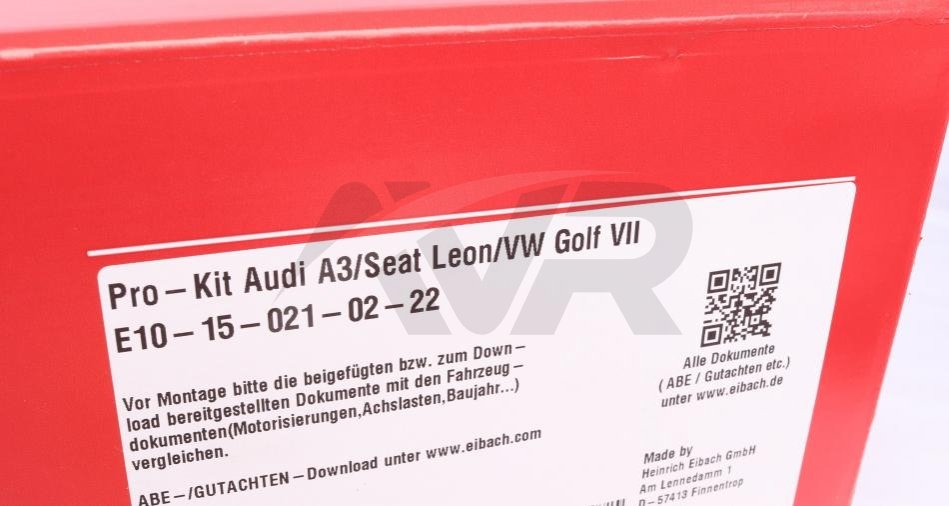 Pro – Kit Audi A3/Seat Leon/VW Golf VII
E10 – 15 – 021 – 02 – 22
Vor Montage bitte die beigefügten bzw. zum Down –
load bereitgestellten Dokumente mit den Fahrzeug –
dokumenten(Motorisierungen,Achslasten,Baujahr...)
vergleichen.
ABE –/GUTACHTEN – Download unter www.eibach.com
Alle Dokumente
( ABE / Gutachten etc.)
unter www.eibach.de
Made by
Heinrich Eibach GmbH
Am Lennedamm 1
D – 57413 Finnentrop
AVR